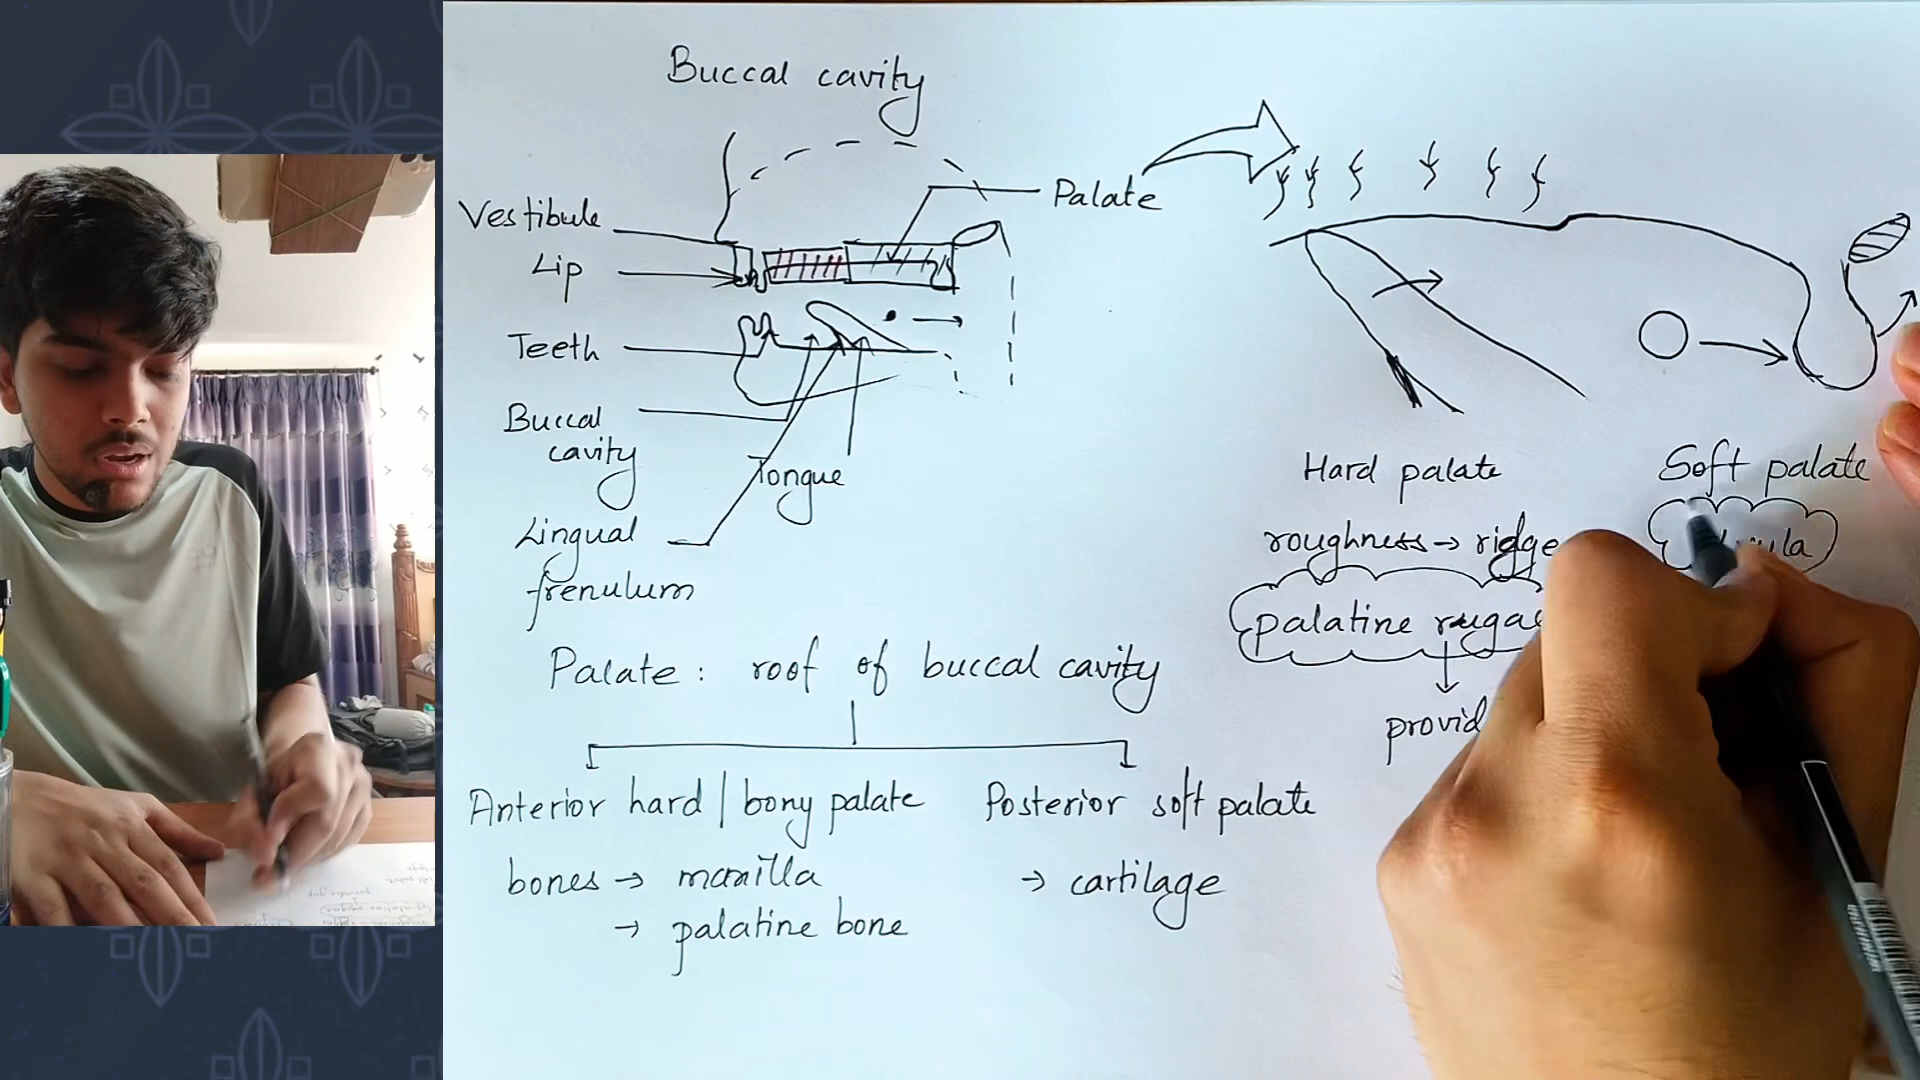 Buccal cavity
Vestibule
Lip
Teeth
Buccal
cavity
Tongue
Lingual
frenulum
Palate
Palate : roof of buccal cavity
Anterior hard | bony palate
bones → maxilla
→ palatine bone
Posterior soft palate
→ cartilage
Hard palate
roughness → ridge
palatine rugae
Soft palate